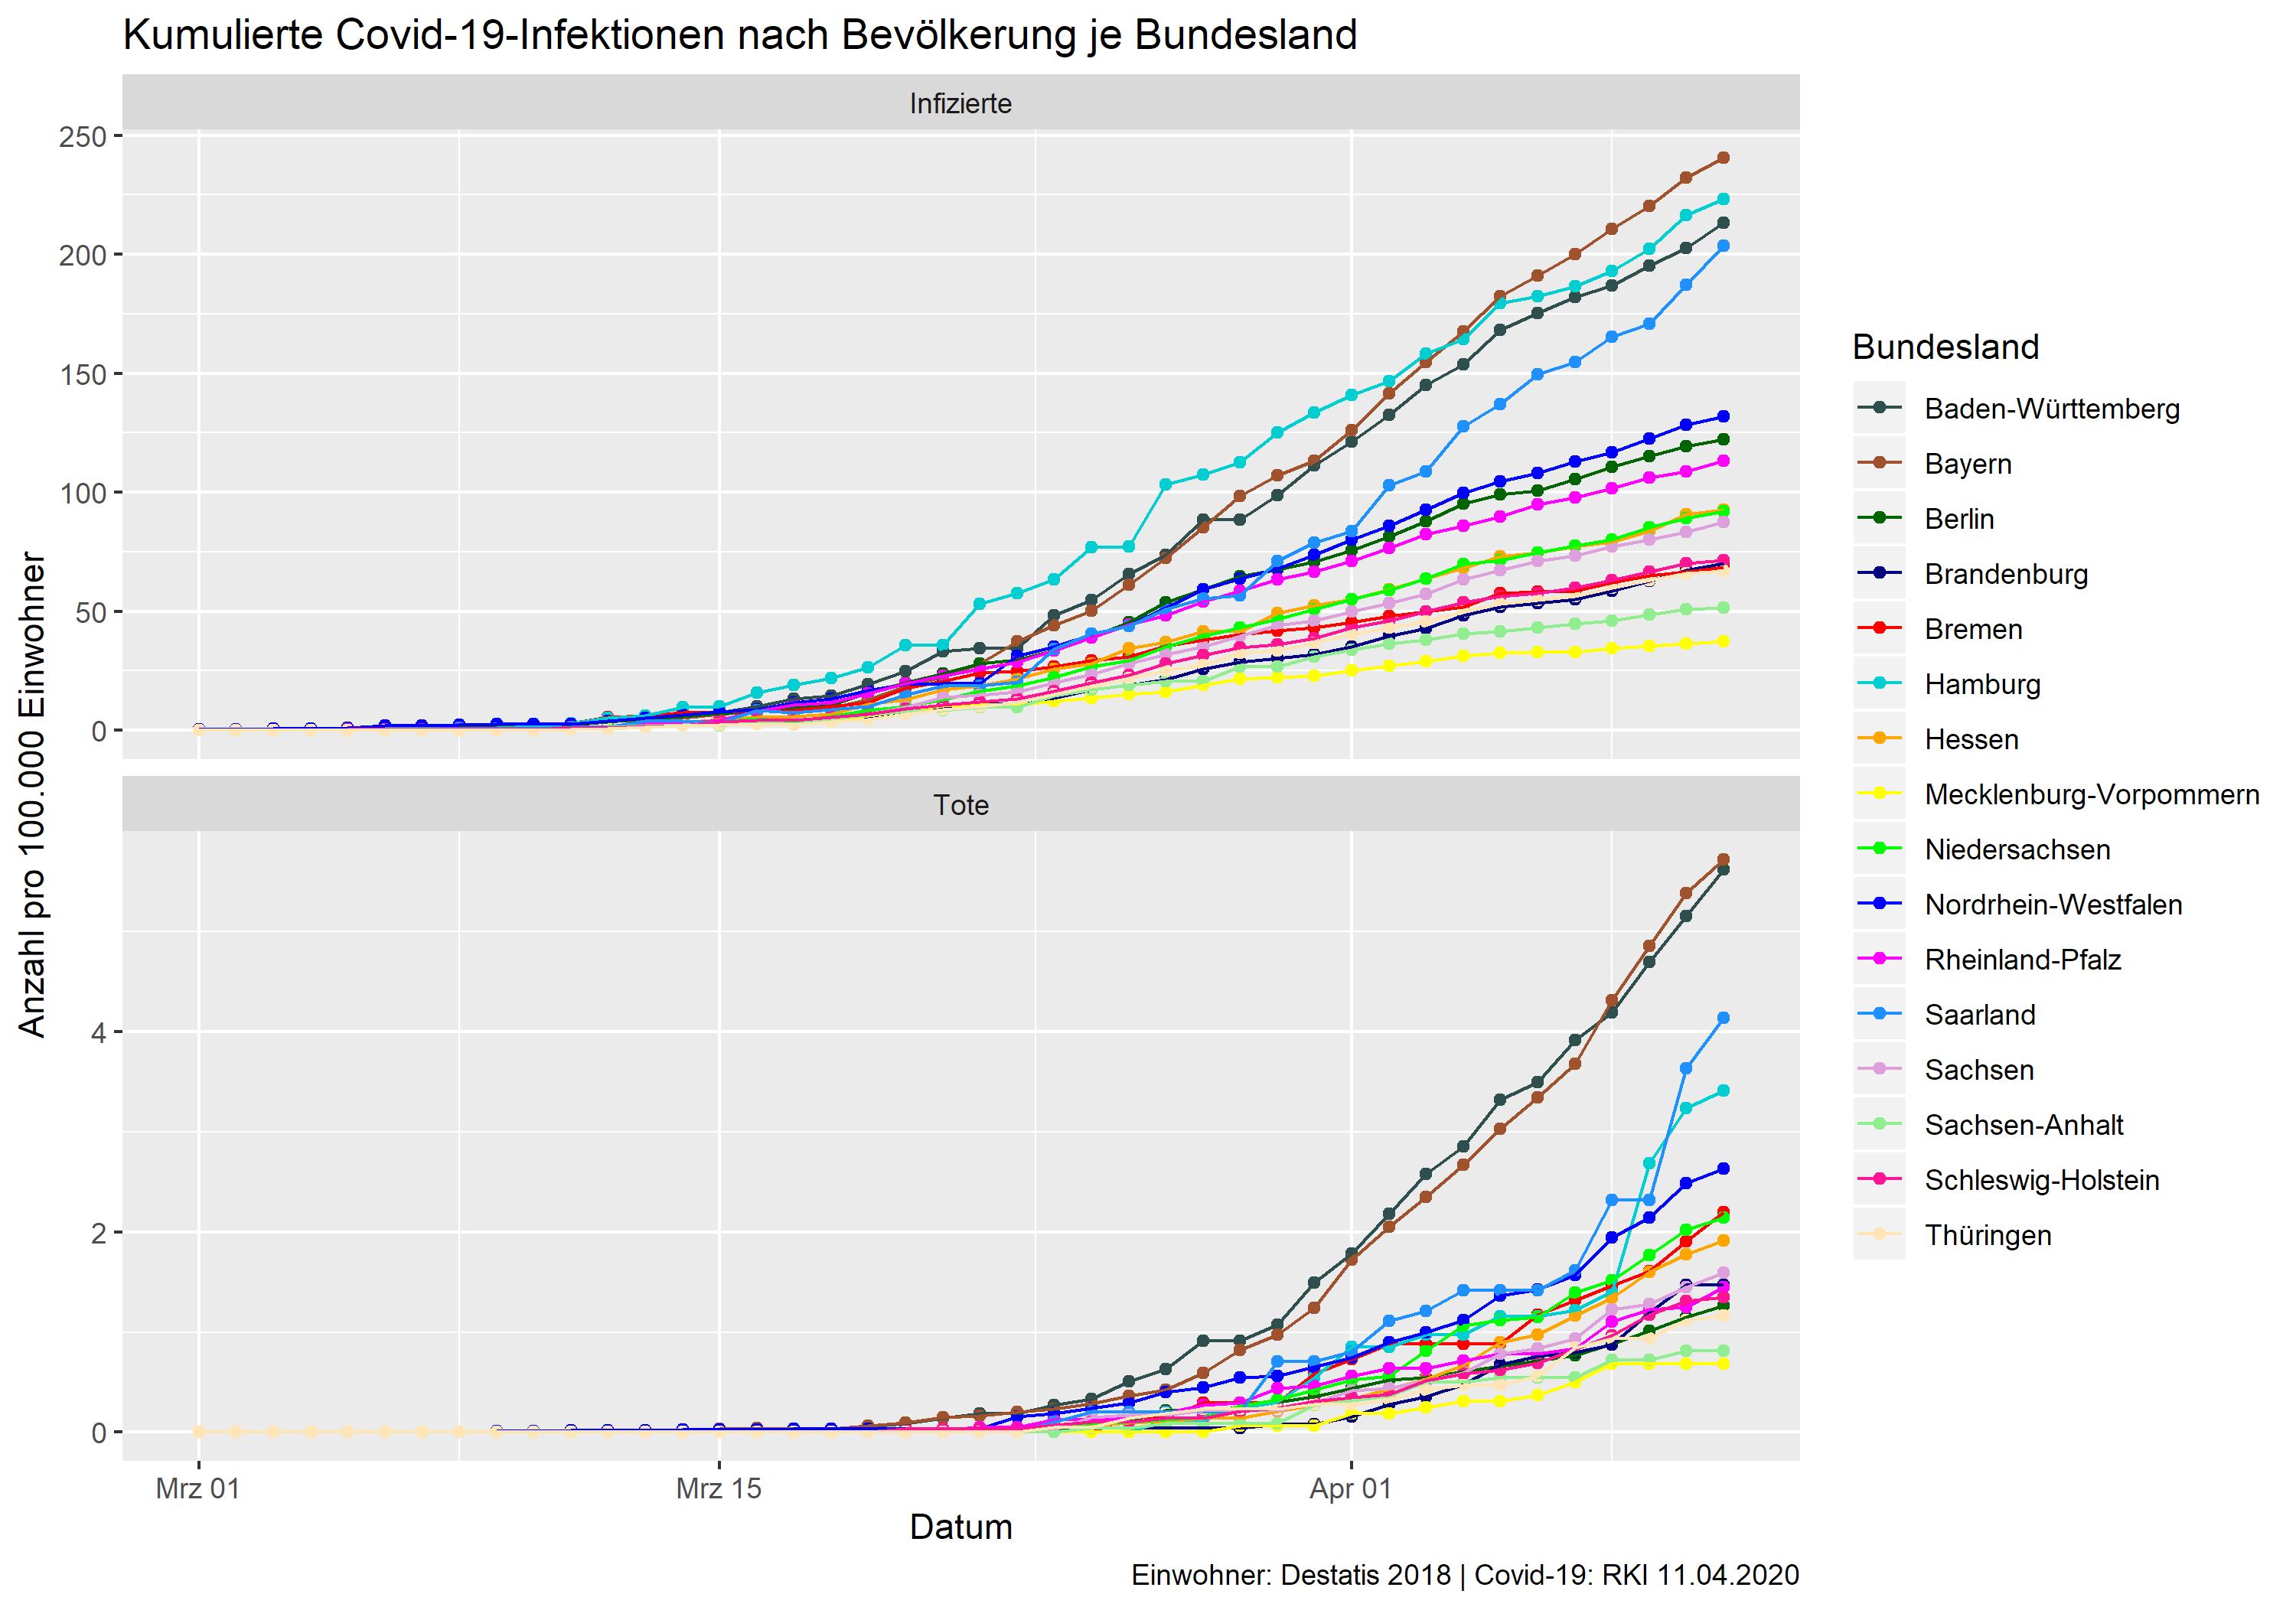 Kumulierte Covid-19-Infektionen nach Bevölkerung je Bundesland
Infizierte
250
200
150
100
50
0
Tote
4
2
0
Anzahl pro 100.000 Einwohner
Mrz 01
Mrz 15
Apr 01
Datum
Einwohner: Destatis 2018 | Covid-19: RKI 11.04.2020
Bundesland
Baden-Württemberg
Bayern
Berlin
Brandenburg
Bremen
Hamburg
Hessen
Mecklenburg-Vorpommern
Niedersachsen
Nordrhein-Westfalen
Rheinland-Pfalz
Saarland
Sachsen
Sachsen-Anhalt
Schleswig-Holstein
Thüringen